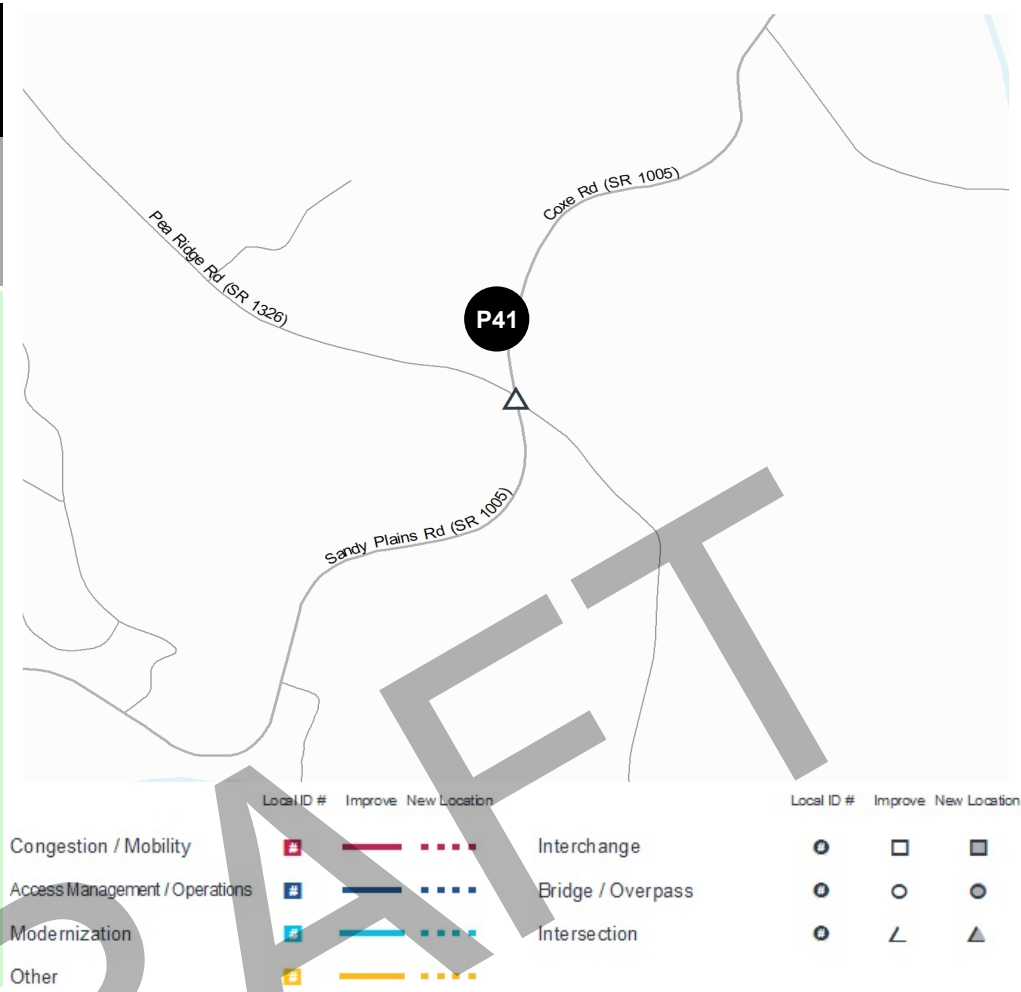 Coxe Rd (SR 1005)
Pea Ridge Rd (SR 1326)
P41
Sandy Plains Rd (SR 1005)
DRAFT
Local ID # Improve New Location
Congestion / Mobility #
Access Management / Operations #
Modernization #
Other #
Local ID # Improve New Location
Interchange #
Bridge / Overpass #
Intersection #